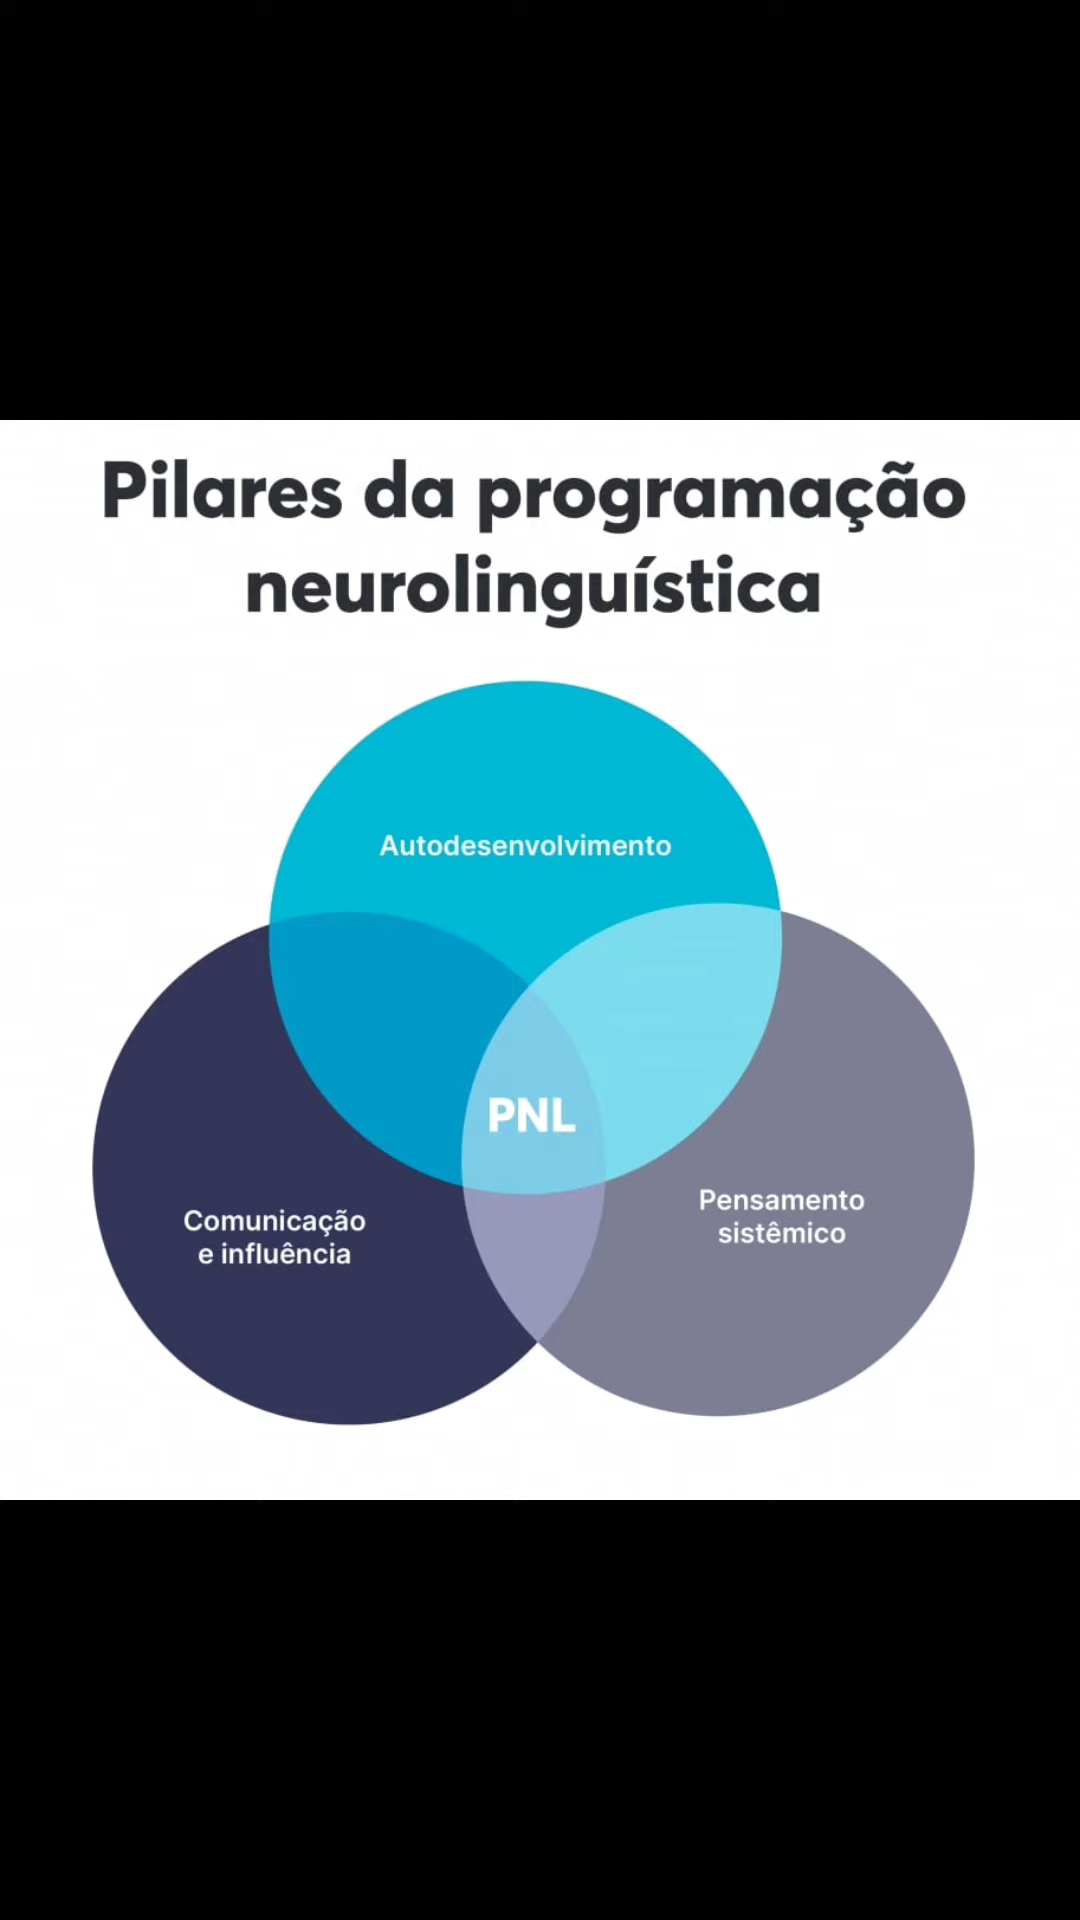 Pilares da programação
neurolinguística
Autodesenvolvimento
PNL
Comunicação
e influência
Pensamento
sistêmico